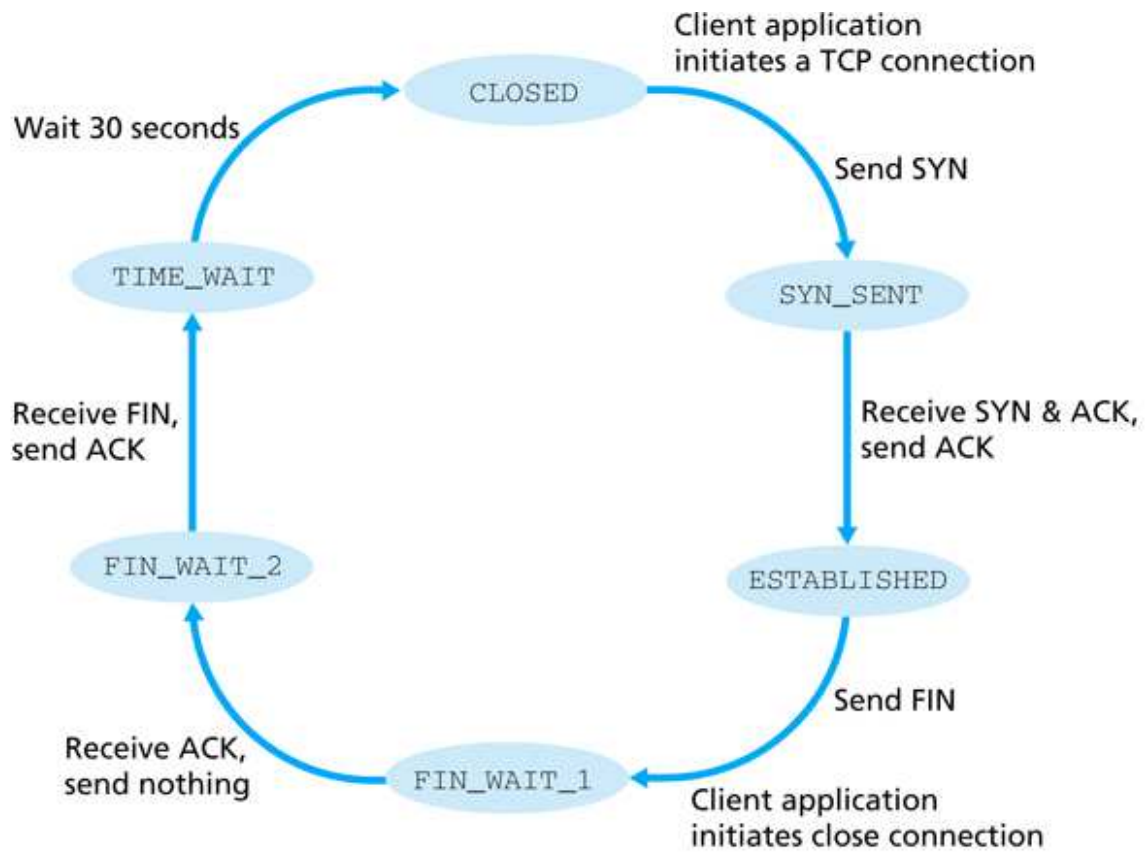 Client application
initiates a TCP connection
CLOSED
Wait 30 seconds
Send SYN
TIME_WAIT
SYN_SENT
Receive FIN,
send ACK
Receive SYN & ACK,
send ACK
FIN_WAIT_2
ESTABLISHED
Send FIN
Receive ACK,
send nothing
FIN_WAIT_1
Client application
initiates close connection